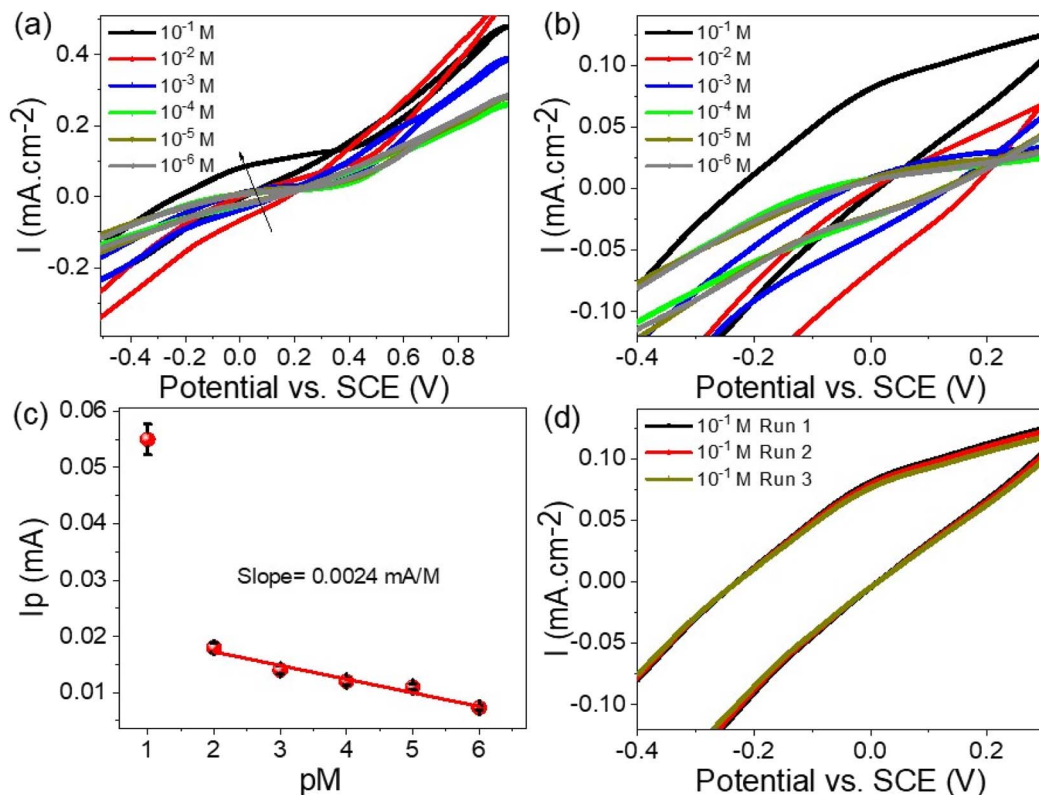 (a)
10⁻¹ M
10⁻² M
10⁻³ M
10⁻⁴ M
10⁻⁵ M
10⁻⁶ M
I (mA.cm-2)
0.4
0.2
0.0
-0.2
-0.4 -0.2 0.0 0.2 0.4 0.6 0.8
Potential vs. SCE (V)
(b)
10⁻¹ M
10⁻² M
10⁻³ M
10⁻⁴ M
10⁻⁵ M
10⁻⁶ M
I (mA.cm-2)
0.10
0.05
0.00
-0.05
-0.10
-0.4 -0.2 0.0 0.2
Potential vs. SCE (V)
(c)
Ip (mA)
0.06
0.05
0.04
0.03
0.02
0.01
Slope= 0.0024 mA/M
1 2 3 4 5 6
pM
(d)
10⁻¹ M Run 1
10⁻¹ M Run 2
10⁻¹ M Run 3
I (mA.cm-2)
0.10
0.05
0.00
-0.05
-0.10
-0.4 -0.2 0.0 0.2
Potential vs. SCE (V)